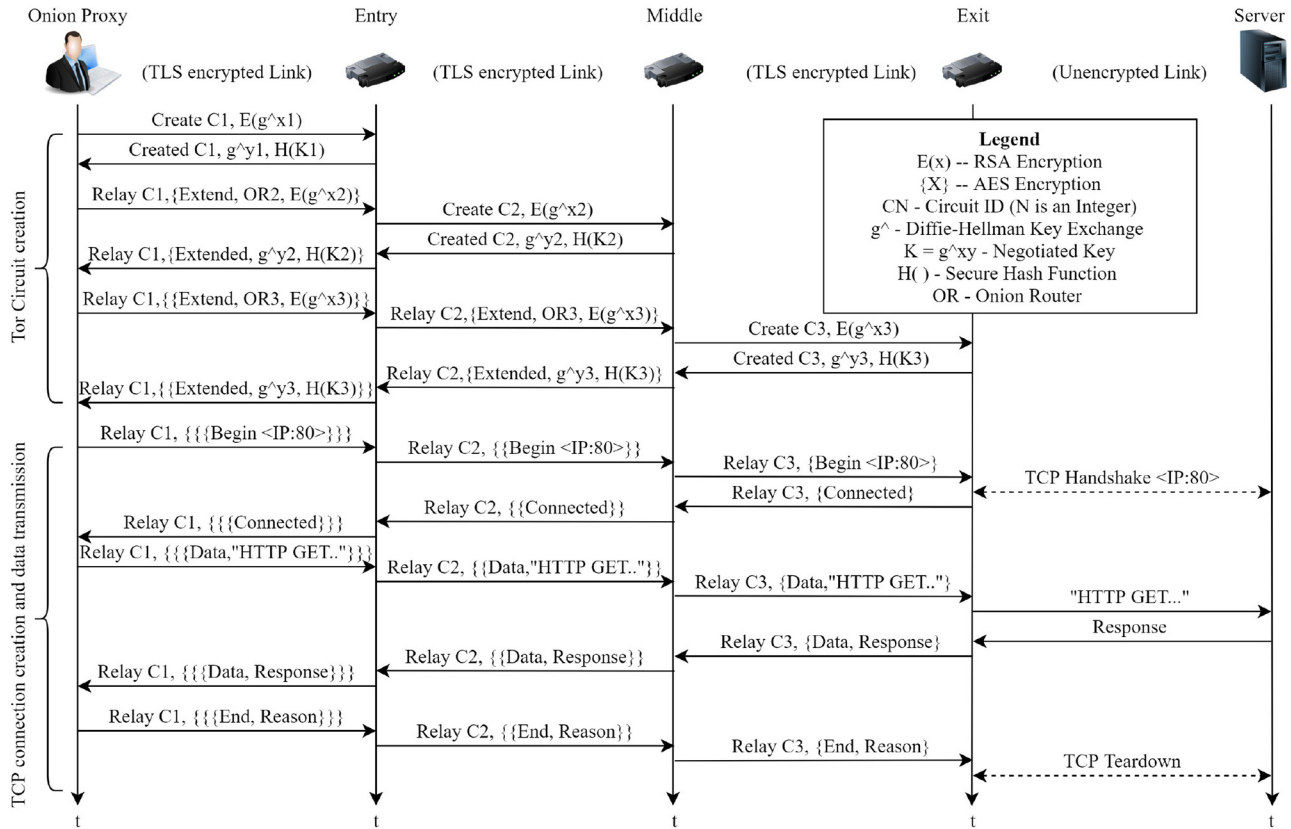 Onion Proxy
Entry
Middle
Exit
Server
(TLS encrypted Link)
(TLS encrypted Link)
(TLS encrypted Link)
(Unencrypted Link)
Tor Circuit creation
Create C1, E(g^x1)
Created C1, g^y1, H(K1)
Relay C1,{Extend, OR2, E(g^x2)}
Create C2, E(g^x2)
Created C2, g^y2, H(K2)
Relay C1,{Extended, g^y2, H(K2)}
Relay C1,{{Extend, OR3, E(g^x3)}}
Relay C2,{Extend, OR3, E(g^x3)}
Create C3, E(g^x3)
Created C3, g^y3, H(K3)
Relay C2,{Extended, g^y3, H(K3)}
Relay C1,{{Extended, g^y3, H(K3)}}
Legend
E(x) -- RSA Encryption
{X} -- AES Encryption
CN - Circuit ID (N is an Integer)
g^ - Diffie-Hellman Key Exchange
K = g^xy - Negotiated Key
H( ) - Secure Hash Function
OR - Onion Router
TCP connection creation and data transmission
Relay C1, {{{Begin <IP:80>}}}
Relay C2, {{Begin <IP:80>}}
Relay C3, {Begin <IP:80>}
TCP Handshake <IP:80>
Relay C3, {Connected}
Relay C2, {{Connected}}
Relay C1, {{{Connected}}}
Relay C1, {{{Data,"HTTP GET.."}}}
Relay C2, {{Data,"HTTP GET.."}}
Relay C3, {Data,"HTTP GET.."}
"HTTP GET..."
Response
Relay C3, {Data, Response}
Relay C2, {{Data, Response}}
Relay C1, {{{Data, Response}}}
Relay C1, {{{End, Reason}}}
Relay C2, {{End, Reason}}
Relay C3, {End, Reason}
TCP Teardown
t
t
t
t
t